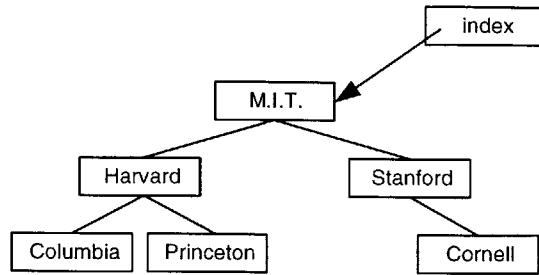 index
M.I.T.
Harvard
Stanford
Columbia
Princeton
Cornell